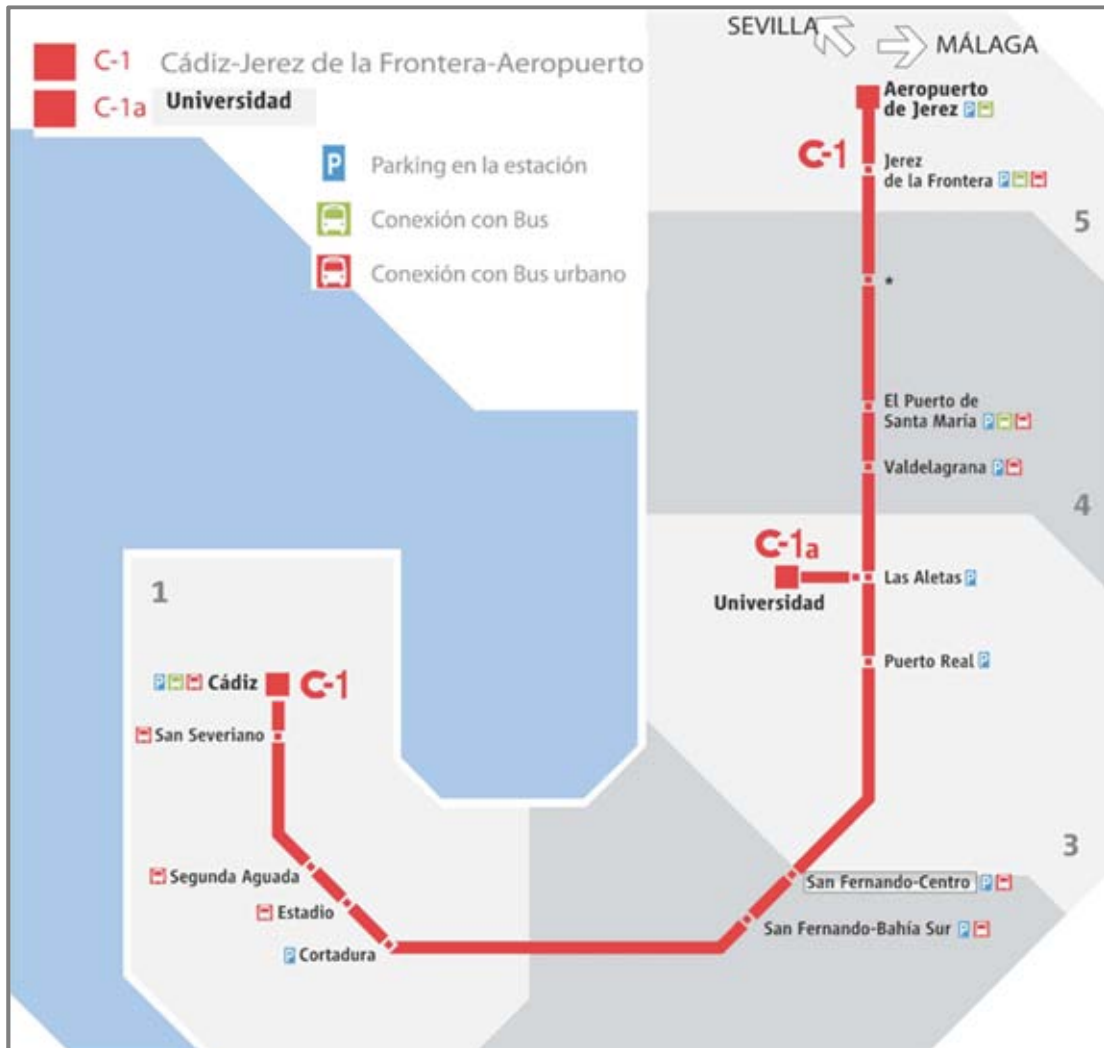 C-1 Cádiz-Jerez de la Frontera-Aeropuerto
C-1a Universidad
P Parking en la estación
Conexión con Bus
Conexión con Bus urbano
SEVILLA MÁLAGA
Aeropuerto
de Jerez P
C-1
Jerez
de la Frontera P
5
*
El Puerto de
Santa María P
Valdelagrana P
4
C-1a
Universidad
Las Aletas P
Puerto Real P
1
P Cádiz C-1
San Severiano
Segunda Aguada
Estadio
P Cortadura
3
San Fernando-Centro P
San Fernando-Bahía Sur P